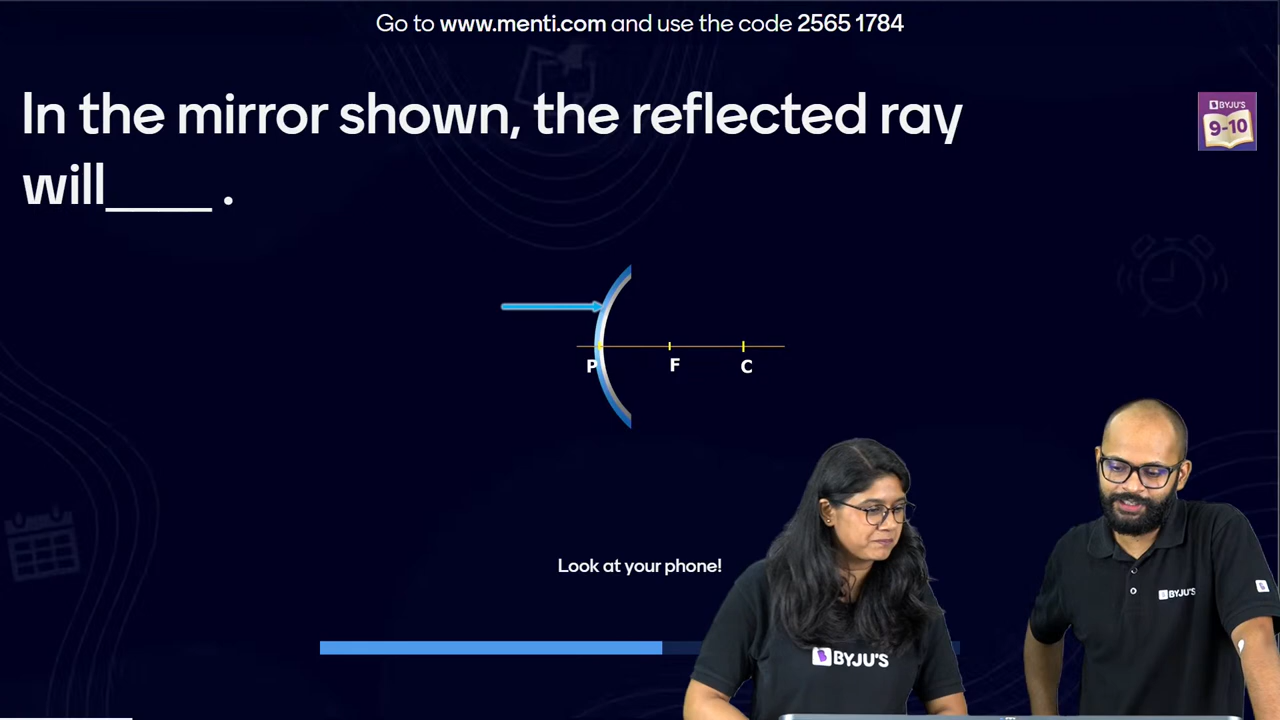 Go to www.menti.com and use the code 2565 1784
In the mirror shown, the reflected ray
will____ .
BYJU'S
9-10
P
F
C
Look at your phone!
BYJU'S
BYJU'S